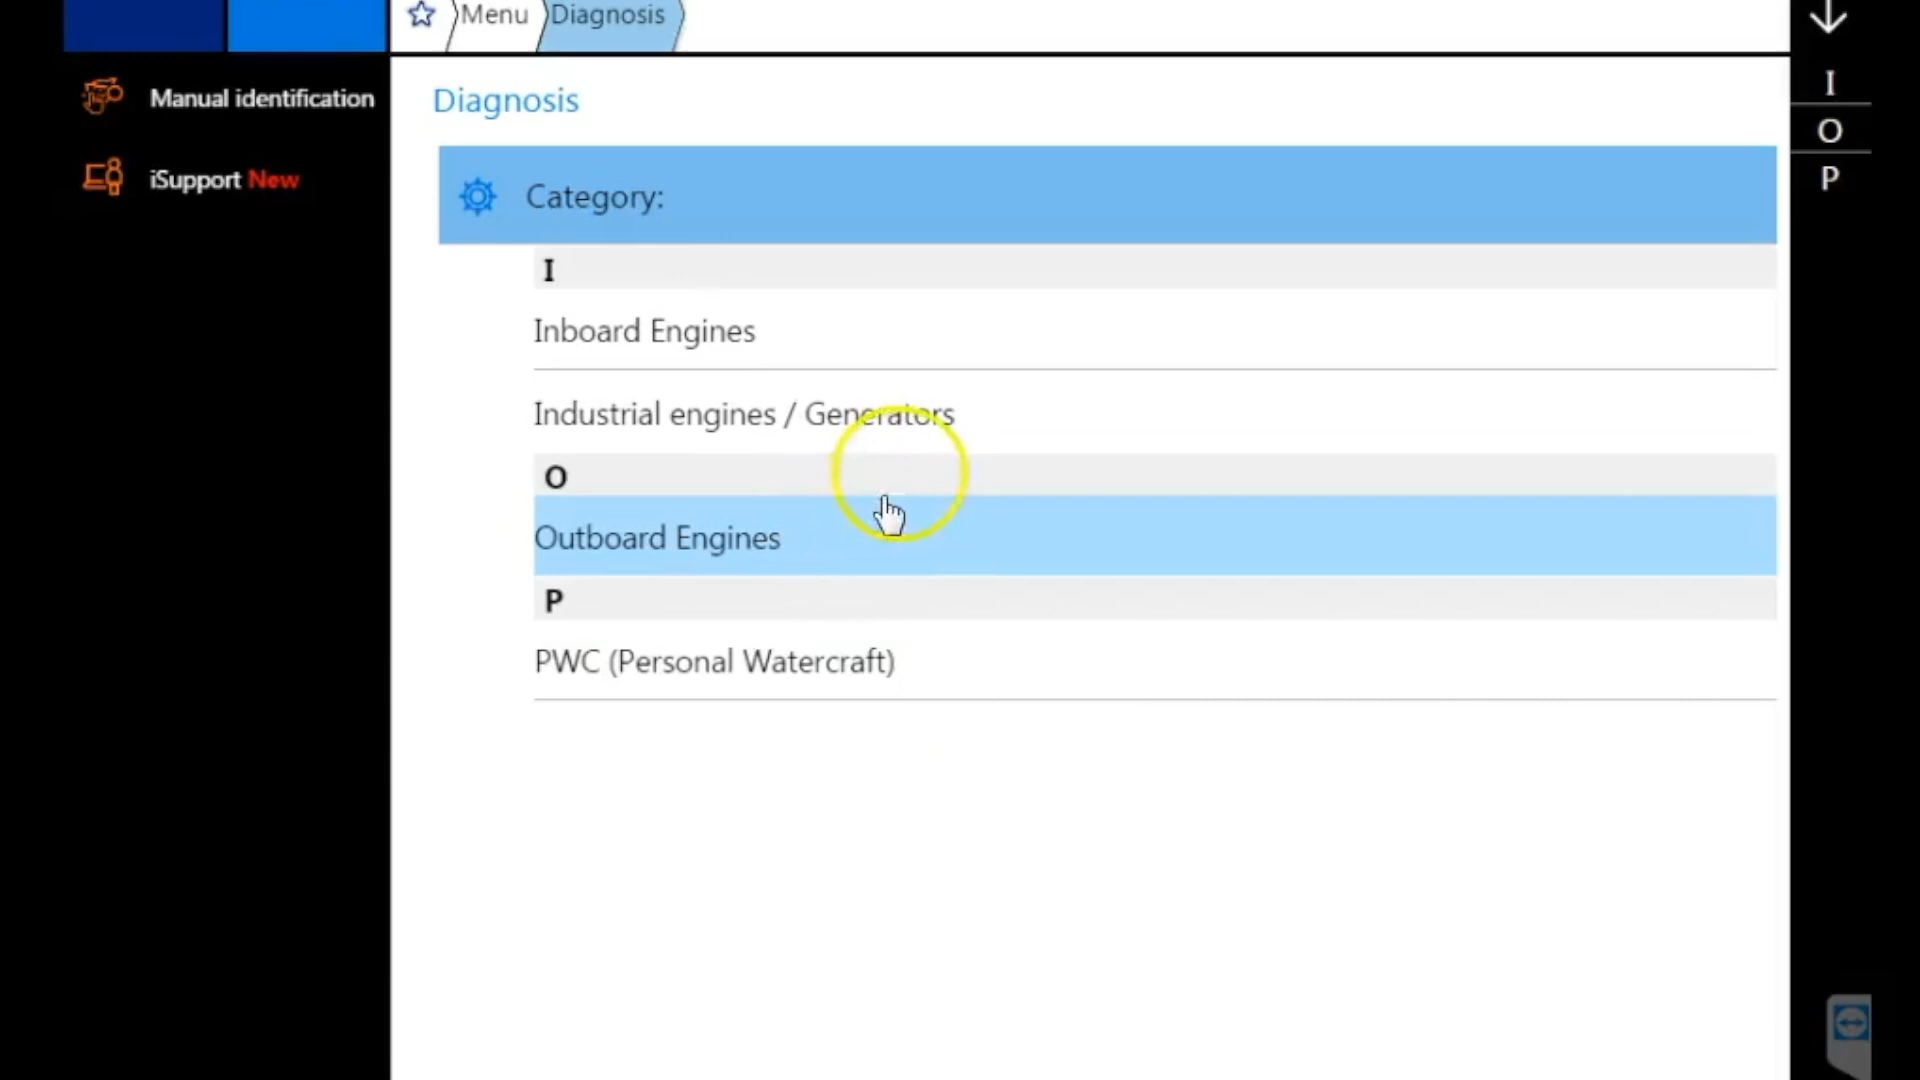 Menu
Diagnosis
Manual identification
iSupport New
Diagnosis
Category:
I
Inboard Engines
Industrial engines / Generators
O
Outboard Engines
P
PWC (Personal Watercraft)
I
O
P